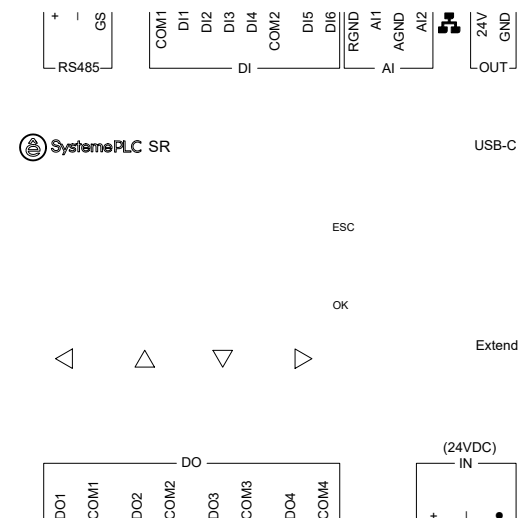 + – GS COM1 DI1 DI2 DI3 DI4 COM2 DI5 DI6 RGND AI1 AGND AI2 24V GND
RS485 DI AI OUT
SystemePLC SR
USB-C
ESC
OK
Extend
(24VDC)
DO IN
DO1 COM1 DO2 COM2 DO3 COM3 DO4 COM4 + –